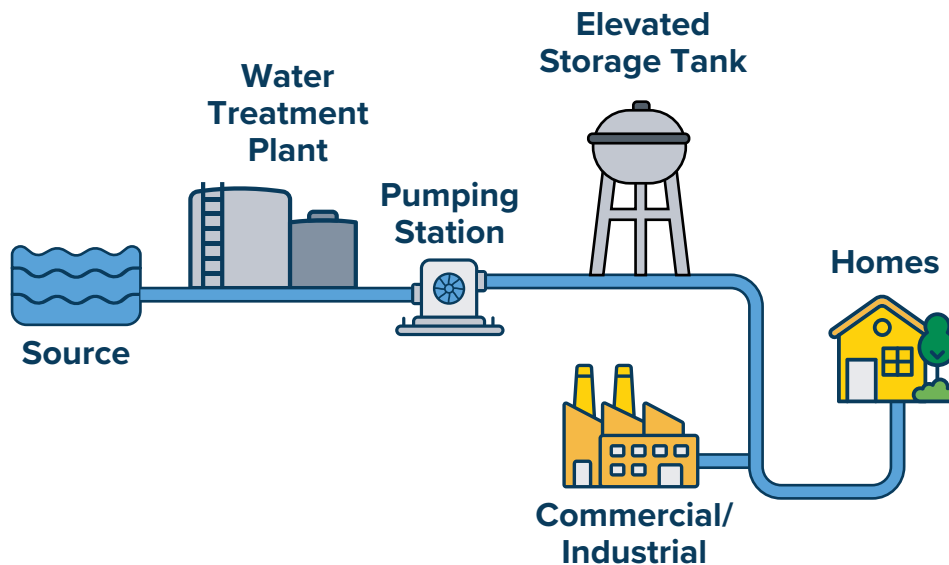 Elevated
Storage Tank
Water
Treatment
Plant
Pumping
Station
Homes
Source
Commercial/
Industrial